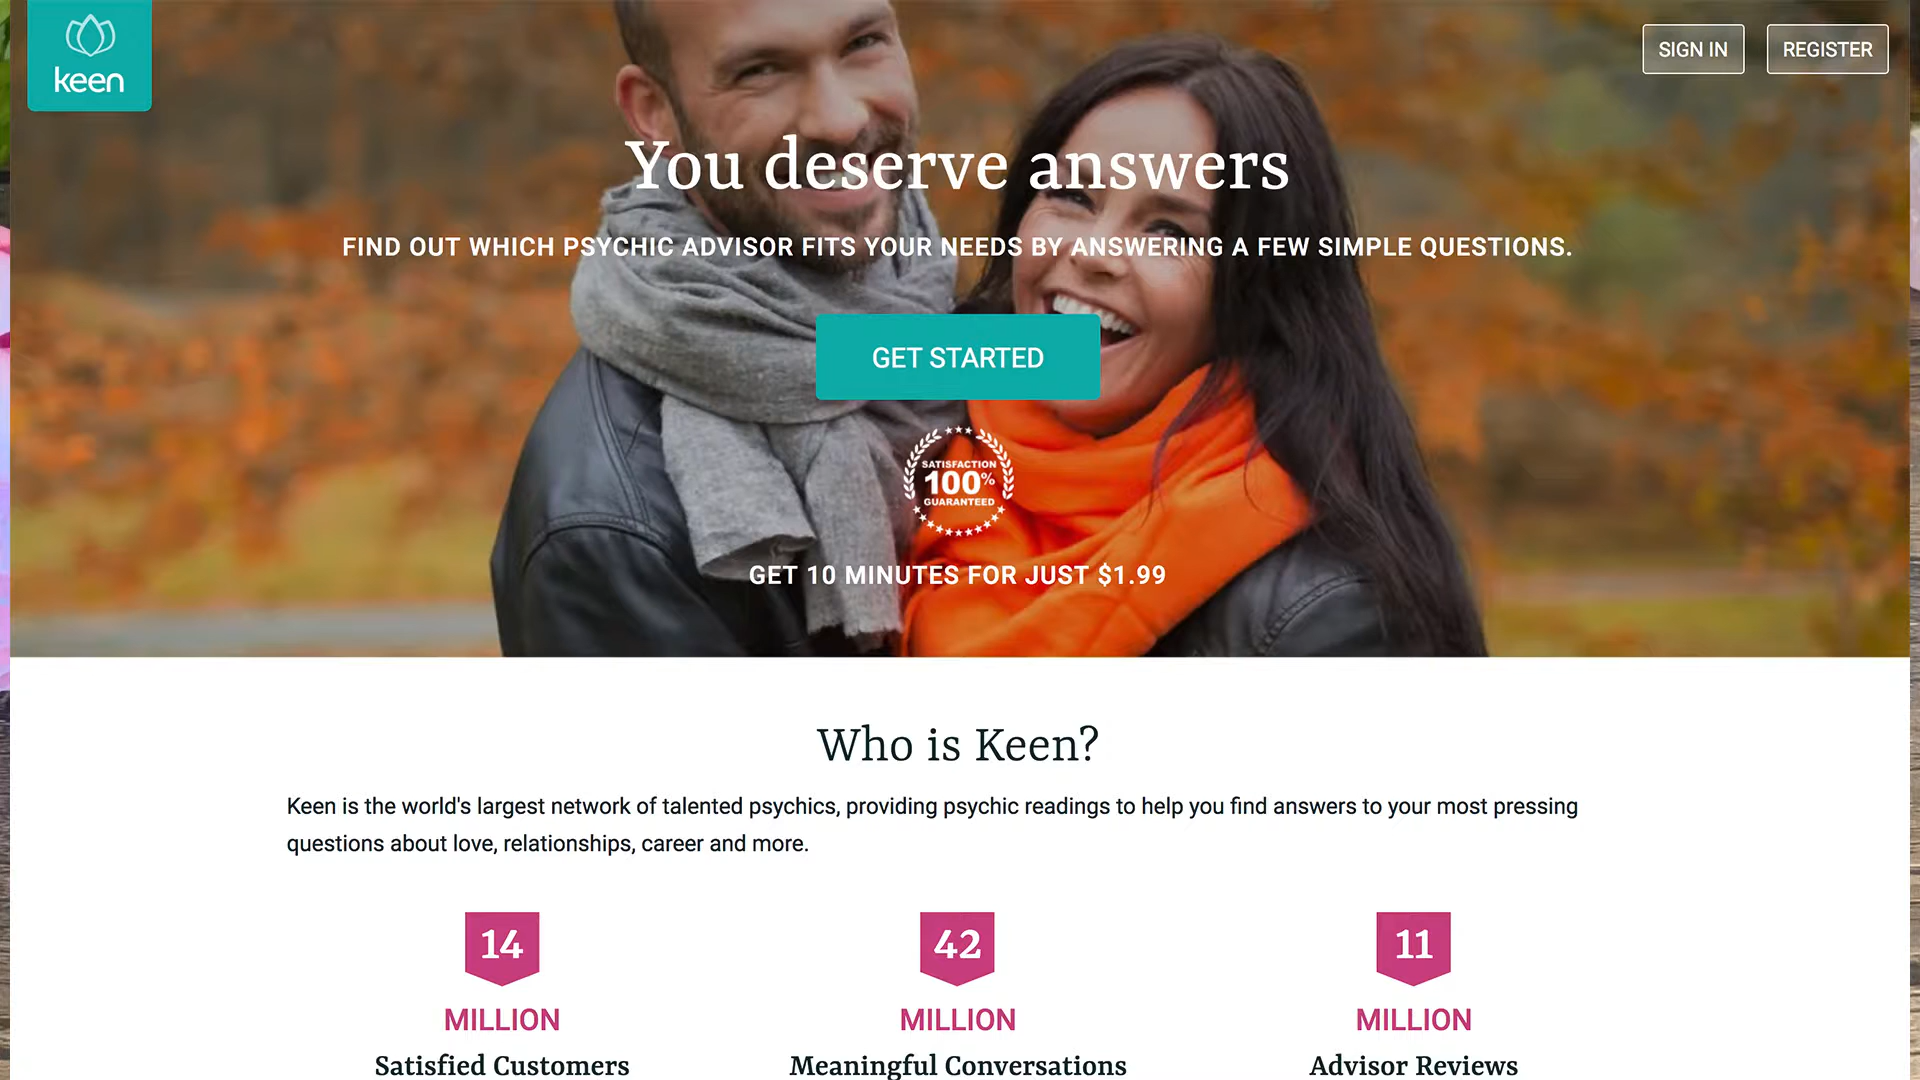 keen
SIGN IN
REGISTER
You deserve answers
FIND OUT WHICH PSYCHIC ADVISOR FITS YOUR NEEDS BY ANSWERING A FEW SIMPLE QUESTIONS.
GET STARTED
SATISFACTION
100%
GUARANTEED
GET 10 MINUTES FOR JUST $1.99
Who is Keen?
Keen is the world's largest network of talented psychics, providing psychic readings to help you find answers to your most pressing
questions about love, relationships, career and more.
14
MILLION
Satisfied Customers
42
MILLION
Meaningful Conversations
11
MILLION
Advisor Reviews